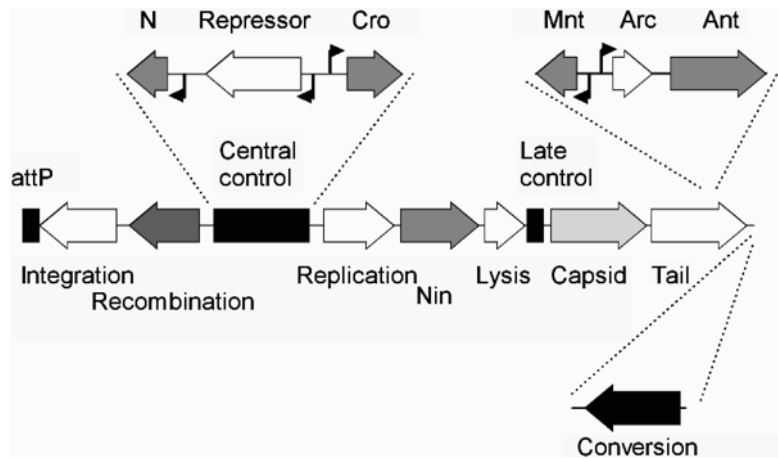 N Repressor Cro
Mnt Arc Ant
Central
control
Late
control
attP
Integration
Recombination
Replication
Nin
Lysis
Capsid
Tail
Conversion